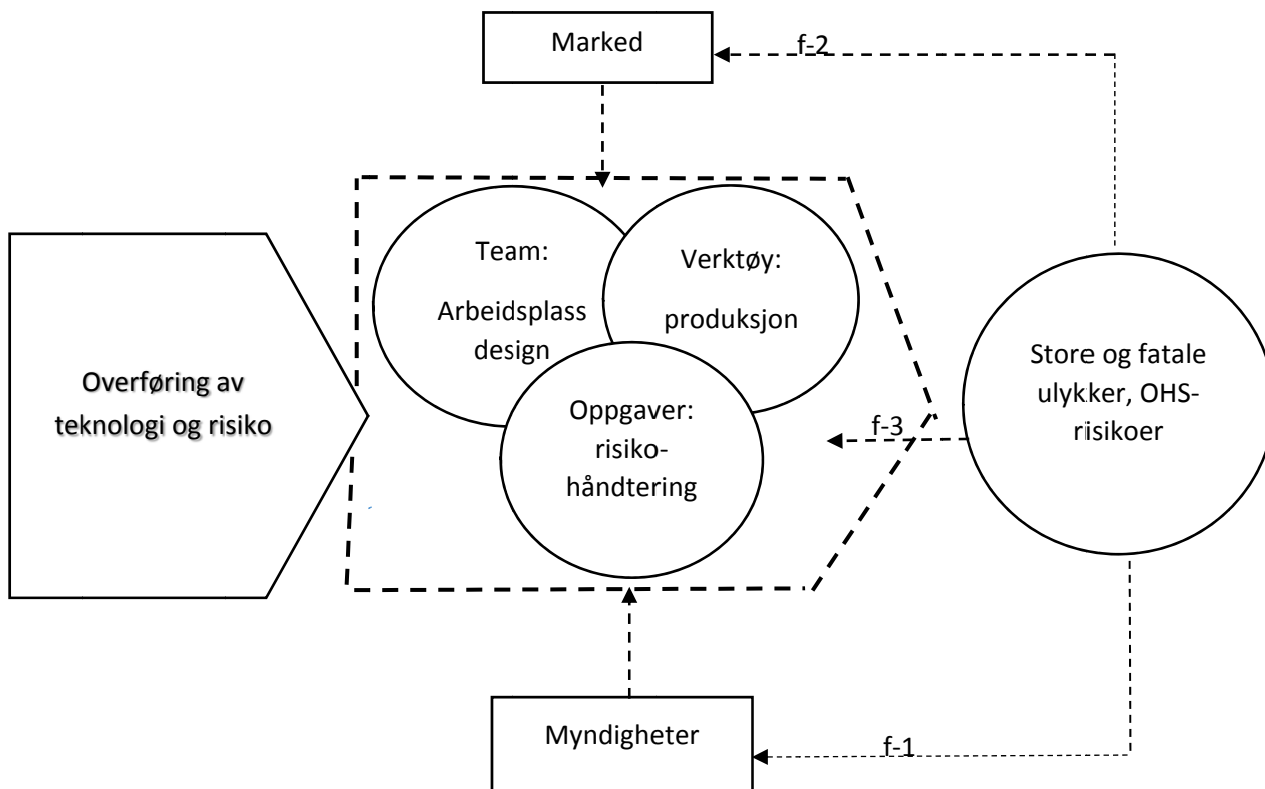 Marked
f-2
Team:
Arbeidsplass
design
Verktøy:
produksjon
Overføring av
teknologi og risiko
Oppgaver:
risiko-
håndtering
f-3
Store og fatale
ulykker, OHS-
risikoer
Myndigheter
f-1